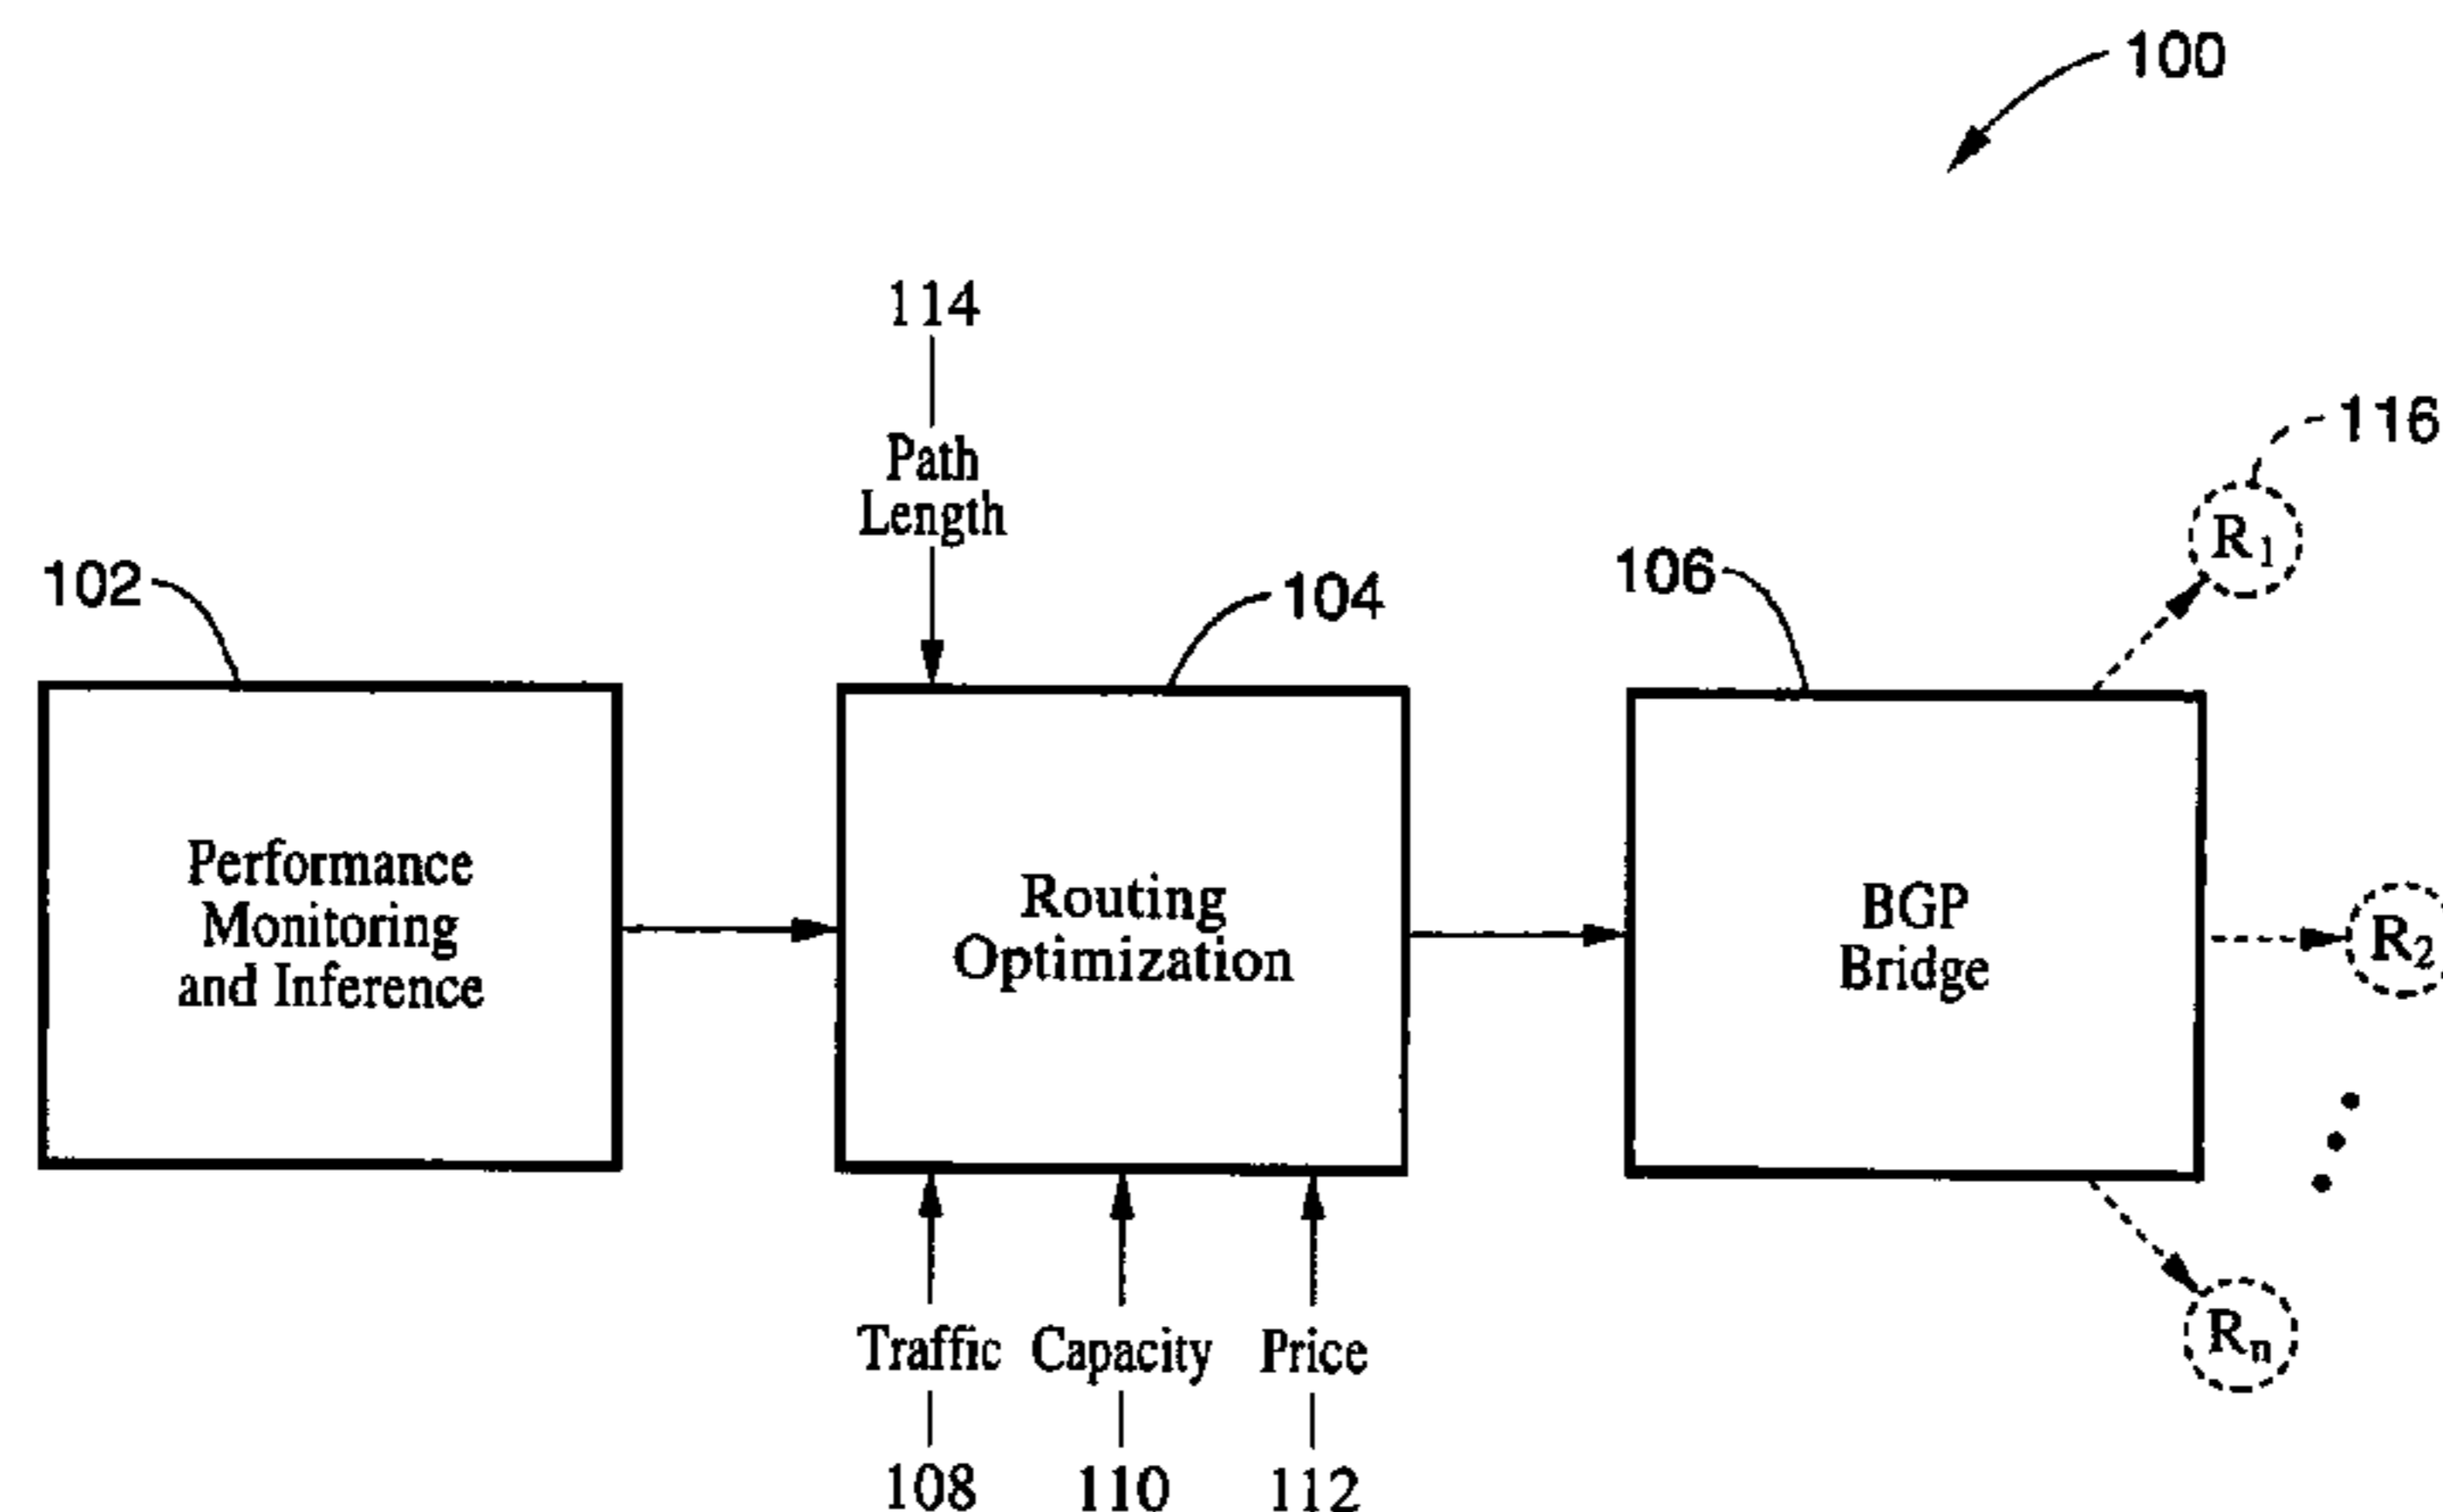 100
114
Path
Length
116
R1
102
104
106
Performance
Monitoring
and Inference
Routing
Optimization
BGP
Bridge
R2
Rn
Traffic Capacity Price
108 110 112